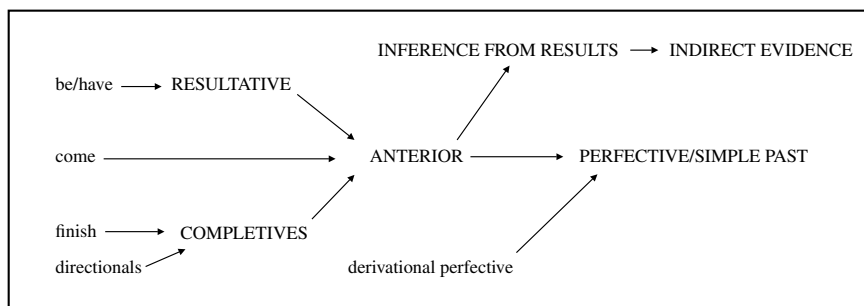 INFERENCE FROM RESULTS INDIRECT EVIDENCE
be/have RESULTATIVE
come ANTERIOR PERFECTIVE/SIMPLE PAST
finish COMPLETIVES
directionals derivational perfective